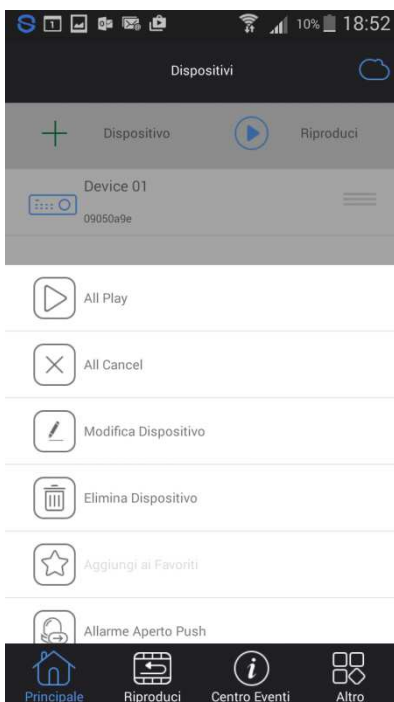 10% 18:52
Dispositivi
Dispositivo Riproduci
Device 01
09050a9e
All Play
All Cancel
Modifica Dispositivo
Elimina Dispositivo
Aggiungi ai Favoriti
Allarme Aperto Push
Principale Riproduci Centro Eventi Altro